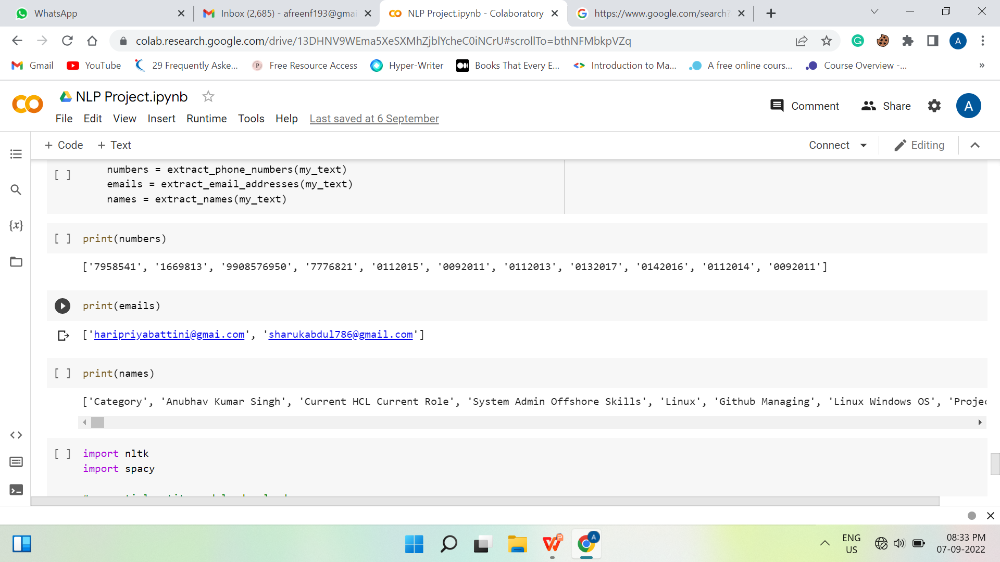 WhatsApp
Inbox (2,685) - afreenf193@gmai
NLP Project.ipynb - Colaboratory
https://www.google.com/search?
colab.research.google.com/drive/13DHNV9WEma5XeSXMhZjblYcheC0iNCrU#scrollTo=bthNFMbkpVZq
A
Gmail
YouTube
29 Frequently Aske...
Free Resource Access
Hyper-Writer
Books That Every E...
Introduction to Ma...
A free online cours...
Course Overview -...
»
NLP Project.ipynb
Comment
Share
A
File Edit View Insert Runtime Tools Help Last saved at 6 September
+ Code + Text
Connect
Editing
[ ] numbers = extract_phone_numbers(my_text)
emails = extract_email_addresses(my_text)
names = extract_names(my_text)
{x}
[ ] print(numbers)
['7958541', '1669813', '9908576950', '7776821', '0112015', '0092011', '0112013', '0132017', '0142016', '0112014', '0092011']
print(emails)
['haripriyabattini@gmai.com', 'sharukabdul786@gmail.com']
[ ] print(names)
['Category', 'Anubhav Kumar Singh', 'Current HCL Current Role', 'System Admin Offshore Skills', 'Linux', 'Github Managing', 'Linux Windows OS', 'Projec
[ ] import nltk
import spacy
A
ENG
US
08:33 PM
07-09-2022